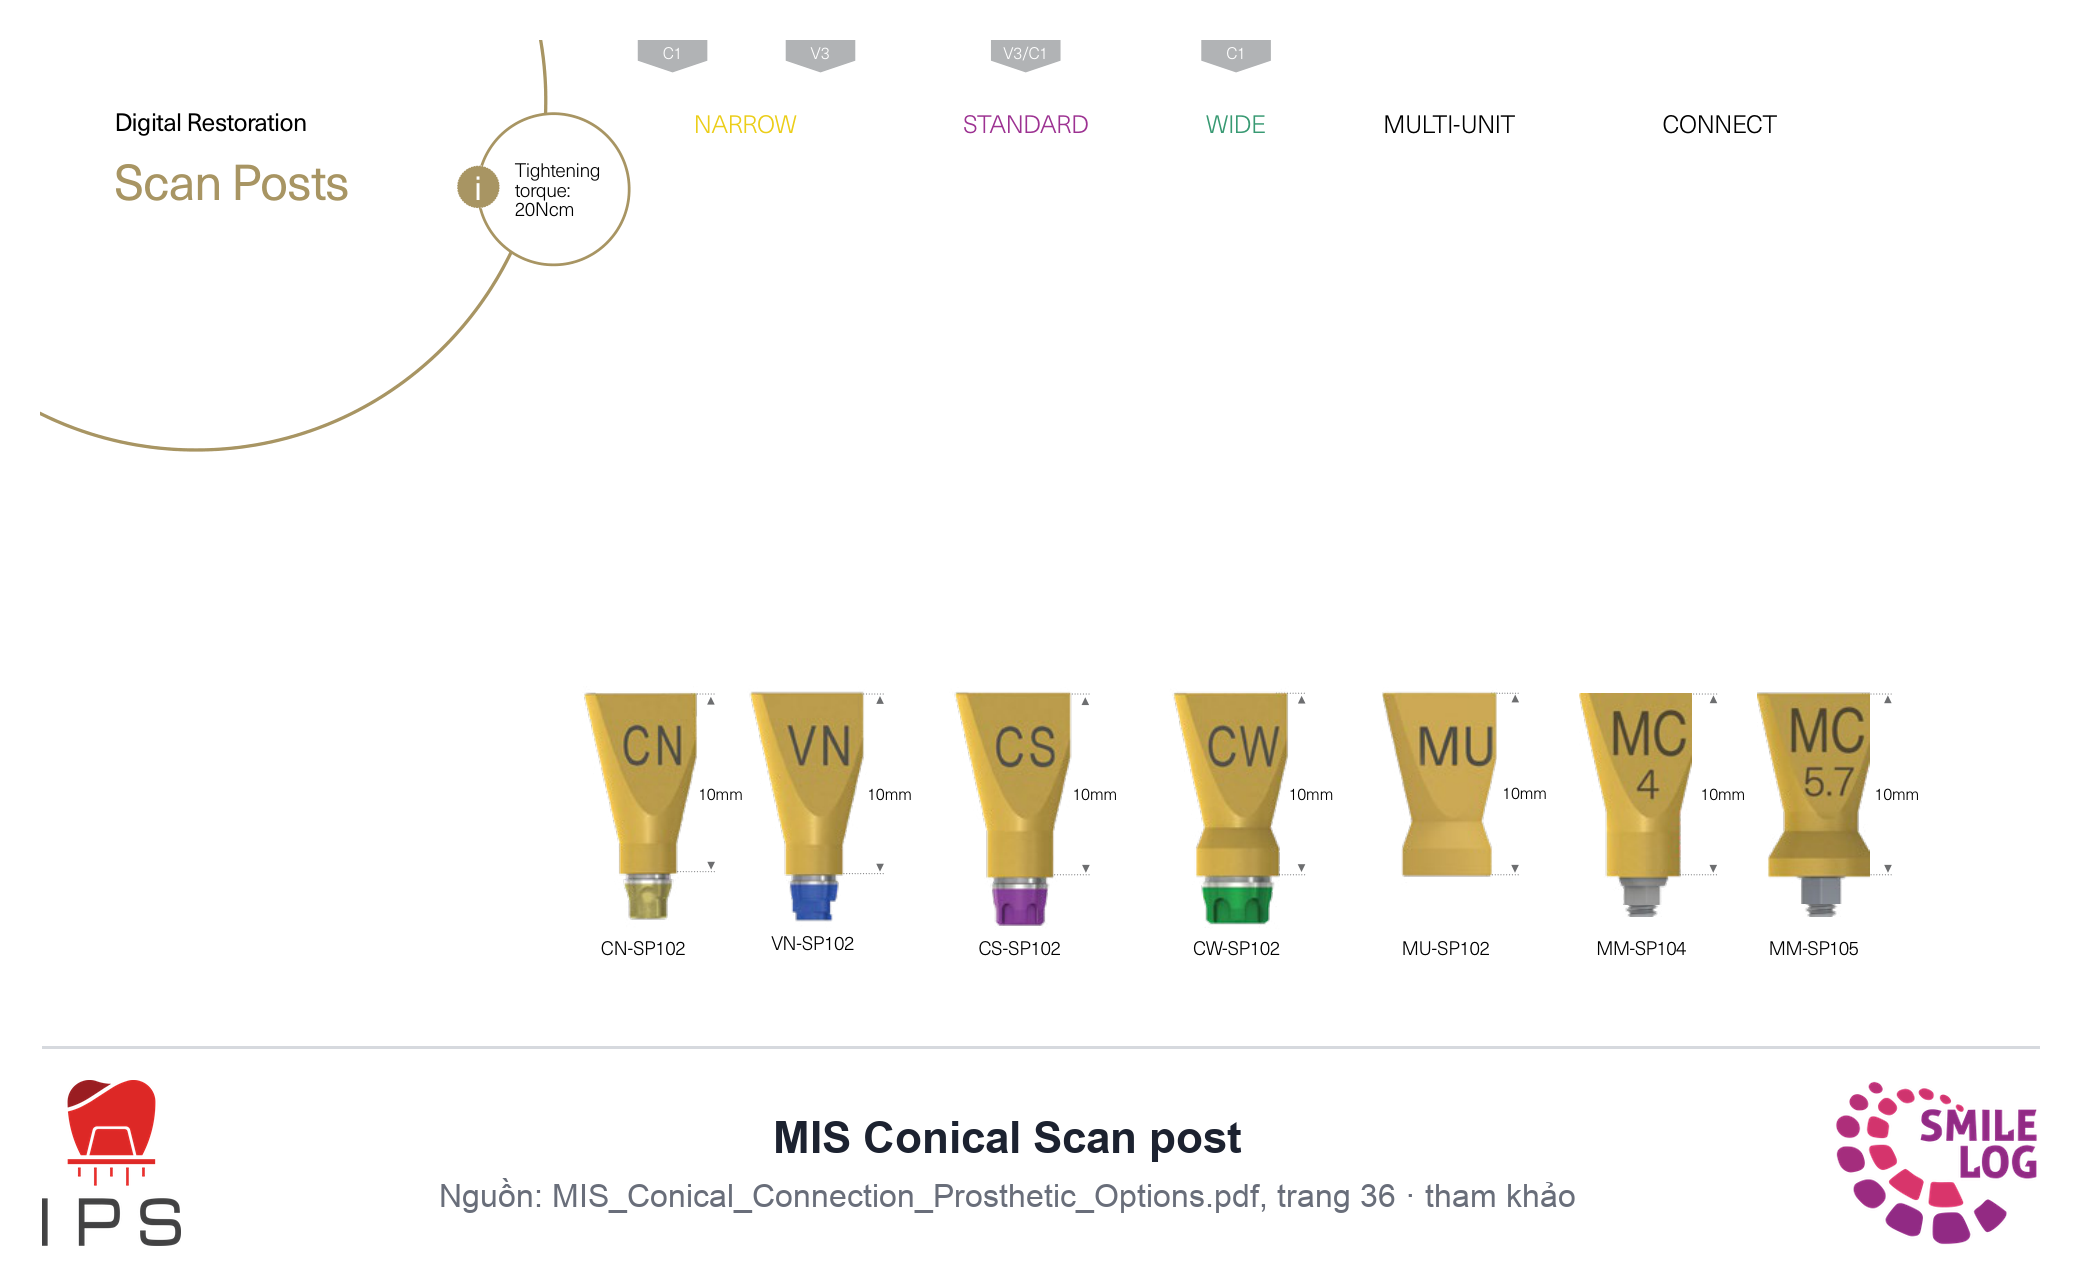 C1
V3
V3/C1
C1
Digital Restoration
Scan Posts
i
Tightening
torque:
20Ncm
NARROW
STANDARD
WIDE
MULTI-UNIT
CONNECT
CN
VN
CS
CW
MU
MC
4
MC
5.7
10mm
10mm
10mm
10mm
10mm
10mm
10mm
CN-SP102
VN-SP102
CS-SP102
CW-SP102
MU-SP102
MM-SP104
MM-SP105
IPS
MIS Conical Scan post
Nguồn: MIS_Conical_Connection_Prosthetic_Options.pdf, trang 36 · tham khảo
SMILE
LOG